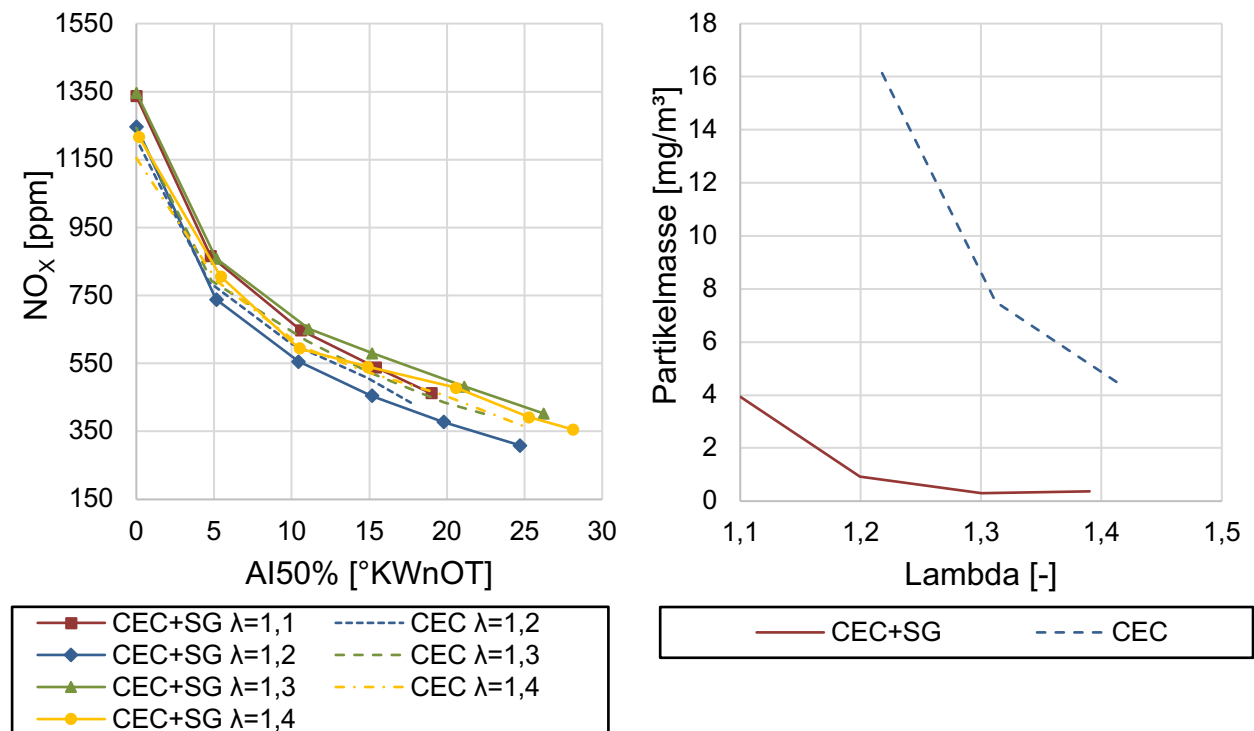 NOX [ppm]
1550
1350
1150
950
750
550
350
150
0 5 10 15 20 25 30
AI50% [°KWnOT]
CEC+SG λ=1,1 CEC λ=1,2
CEC+SG λ=1,2 CEC λ=1,3
CEC+SG λ=1,3 CEC λ=1,4
CEC+SG λ=1,4
Partikelmasse [mg/m³]
18
16
14
12
10
8
6
4
2
0
1,1 1,2 1,3 1,4 1,5
Lambda [-]
CEC+SG CEC